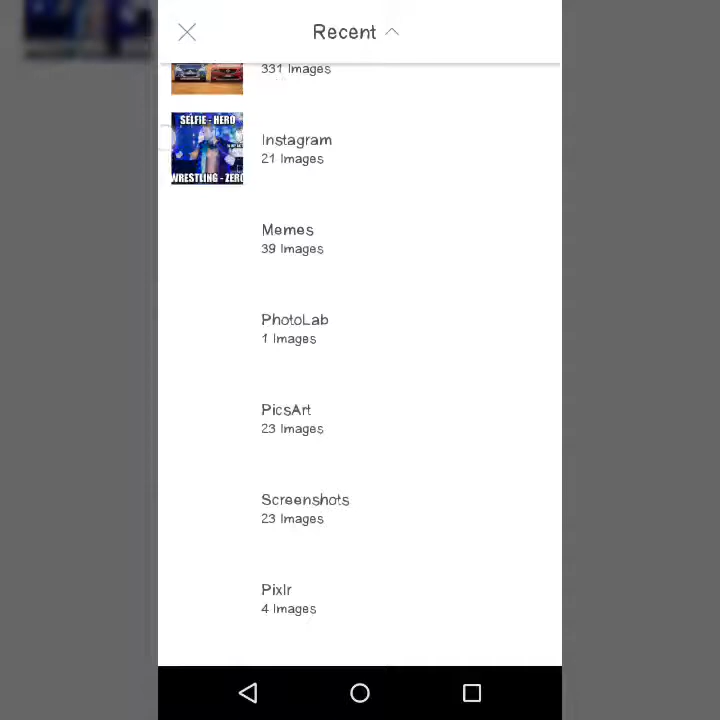 Recent
331 Images
SELFIE - HERO
WRESTLING - ZERO
Instagram
21 Images
Memes
39 Images
PhotoLab
1 Images
PicsArt
23 Images
Screenshots
23 Images
Pixlr
4 Images